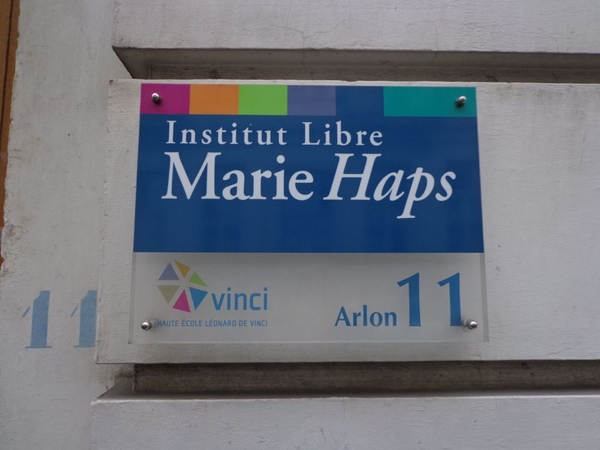 Institut Libre
Marie Haps
vinci
HAUTE ÉCOLE LÉONARD DE VINCI
Arlon 11
11